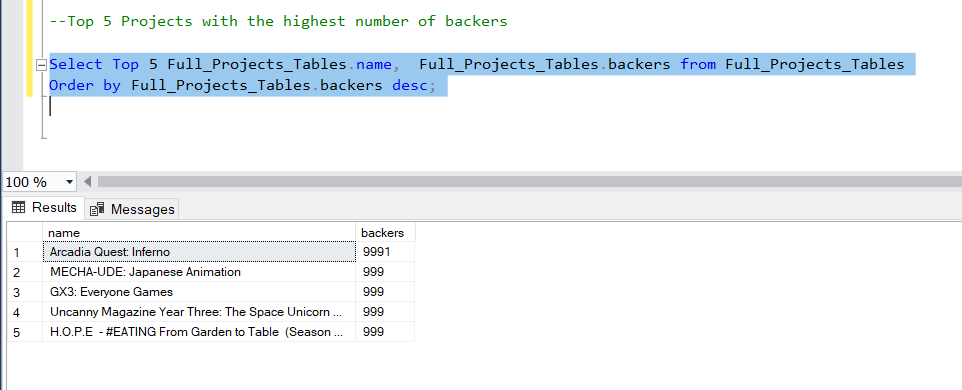 --Top 5 Projects with the highest number of backers
Select Top 5 Full_Projects_Tables.name,  Full_Projects_Tables.backers from Full_Projects_Tables
Order by Full_Projects_Tables.backers desc;
100 %
Results Messages
name backers
1 Arcadia Quest: Inferno 9991
2 MECHA-UDE: Japanese Animation 999
3 GX3: Everyone Games 999
4 Uncanny Magazine Year Three: The Space Unicorn ... 999
5 H.O.P.E  - #EATING From Garden to Table  (Season ... 999